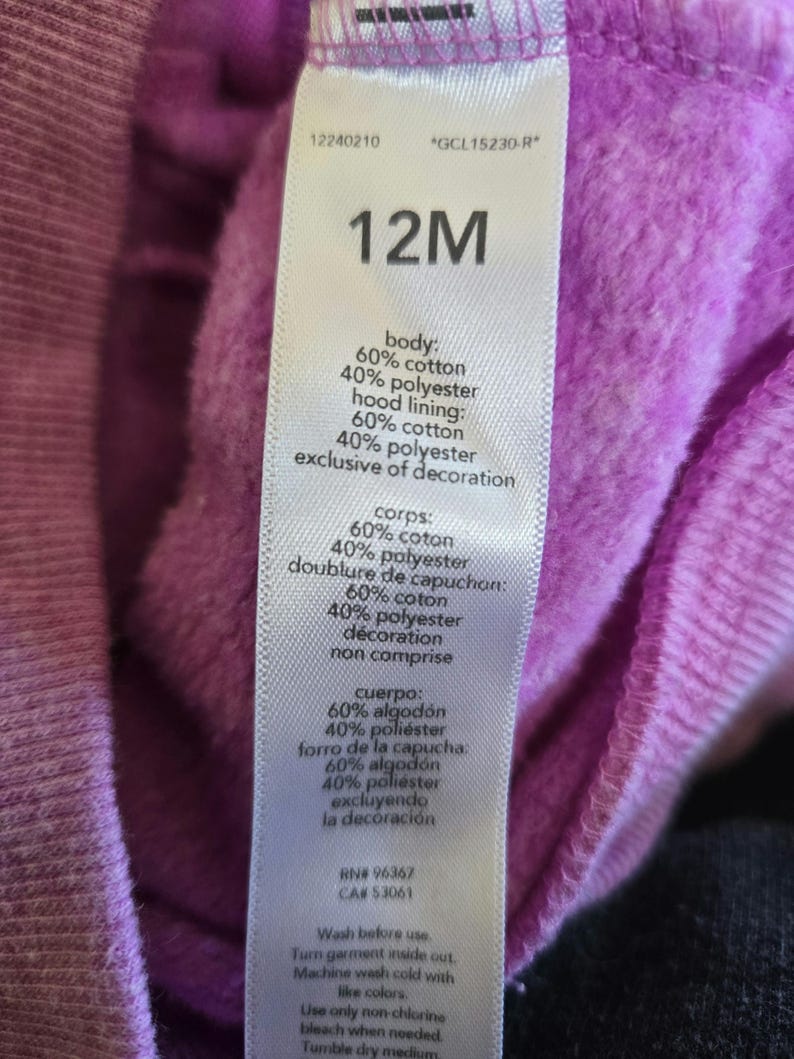 12240210 *GCL15230-R*
12M
body:
60% cotton
40% polyester
hood lining:
60% cotton
40% polyester
exclusive of decoration
corps:
60% coton
40% polyester
doublure de capuchon:
60% coton
40% polyester
décoration
non comprise
cuerpo:
60% algodón
40% poliéster
forro de la capucha:
60% algodón
40% poliéster
excluyendo
la decoración
RN# 96367
CA# 53061
Wash before use.
Turn garment inside out.
Machine wash cold with
like colors.
Use only non-chlorine
bleach when needed.
Tumble dry medium.